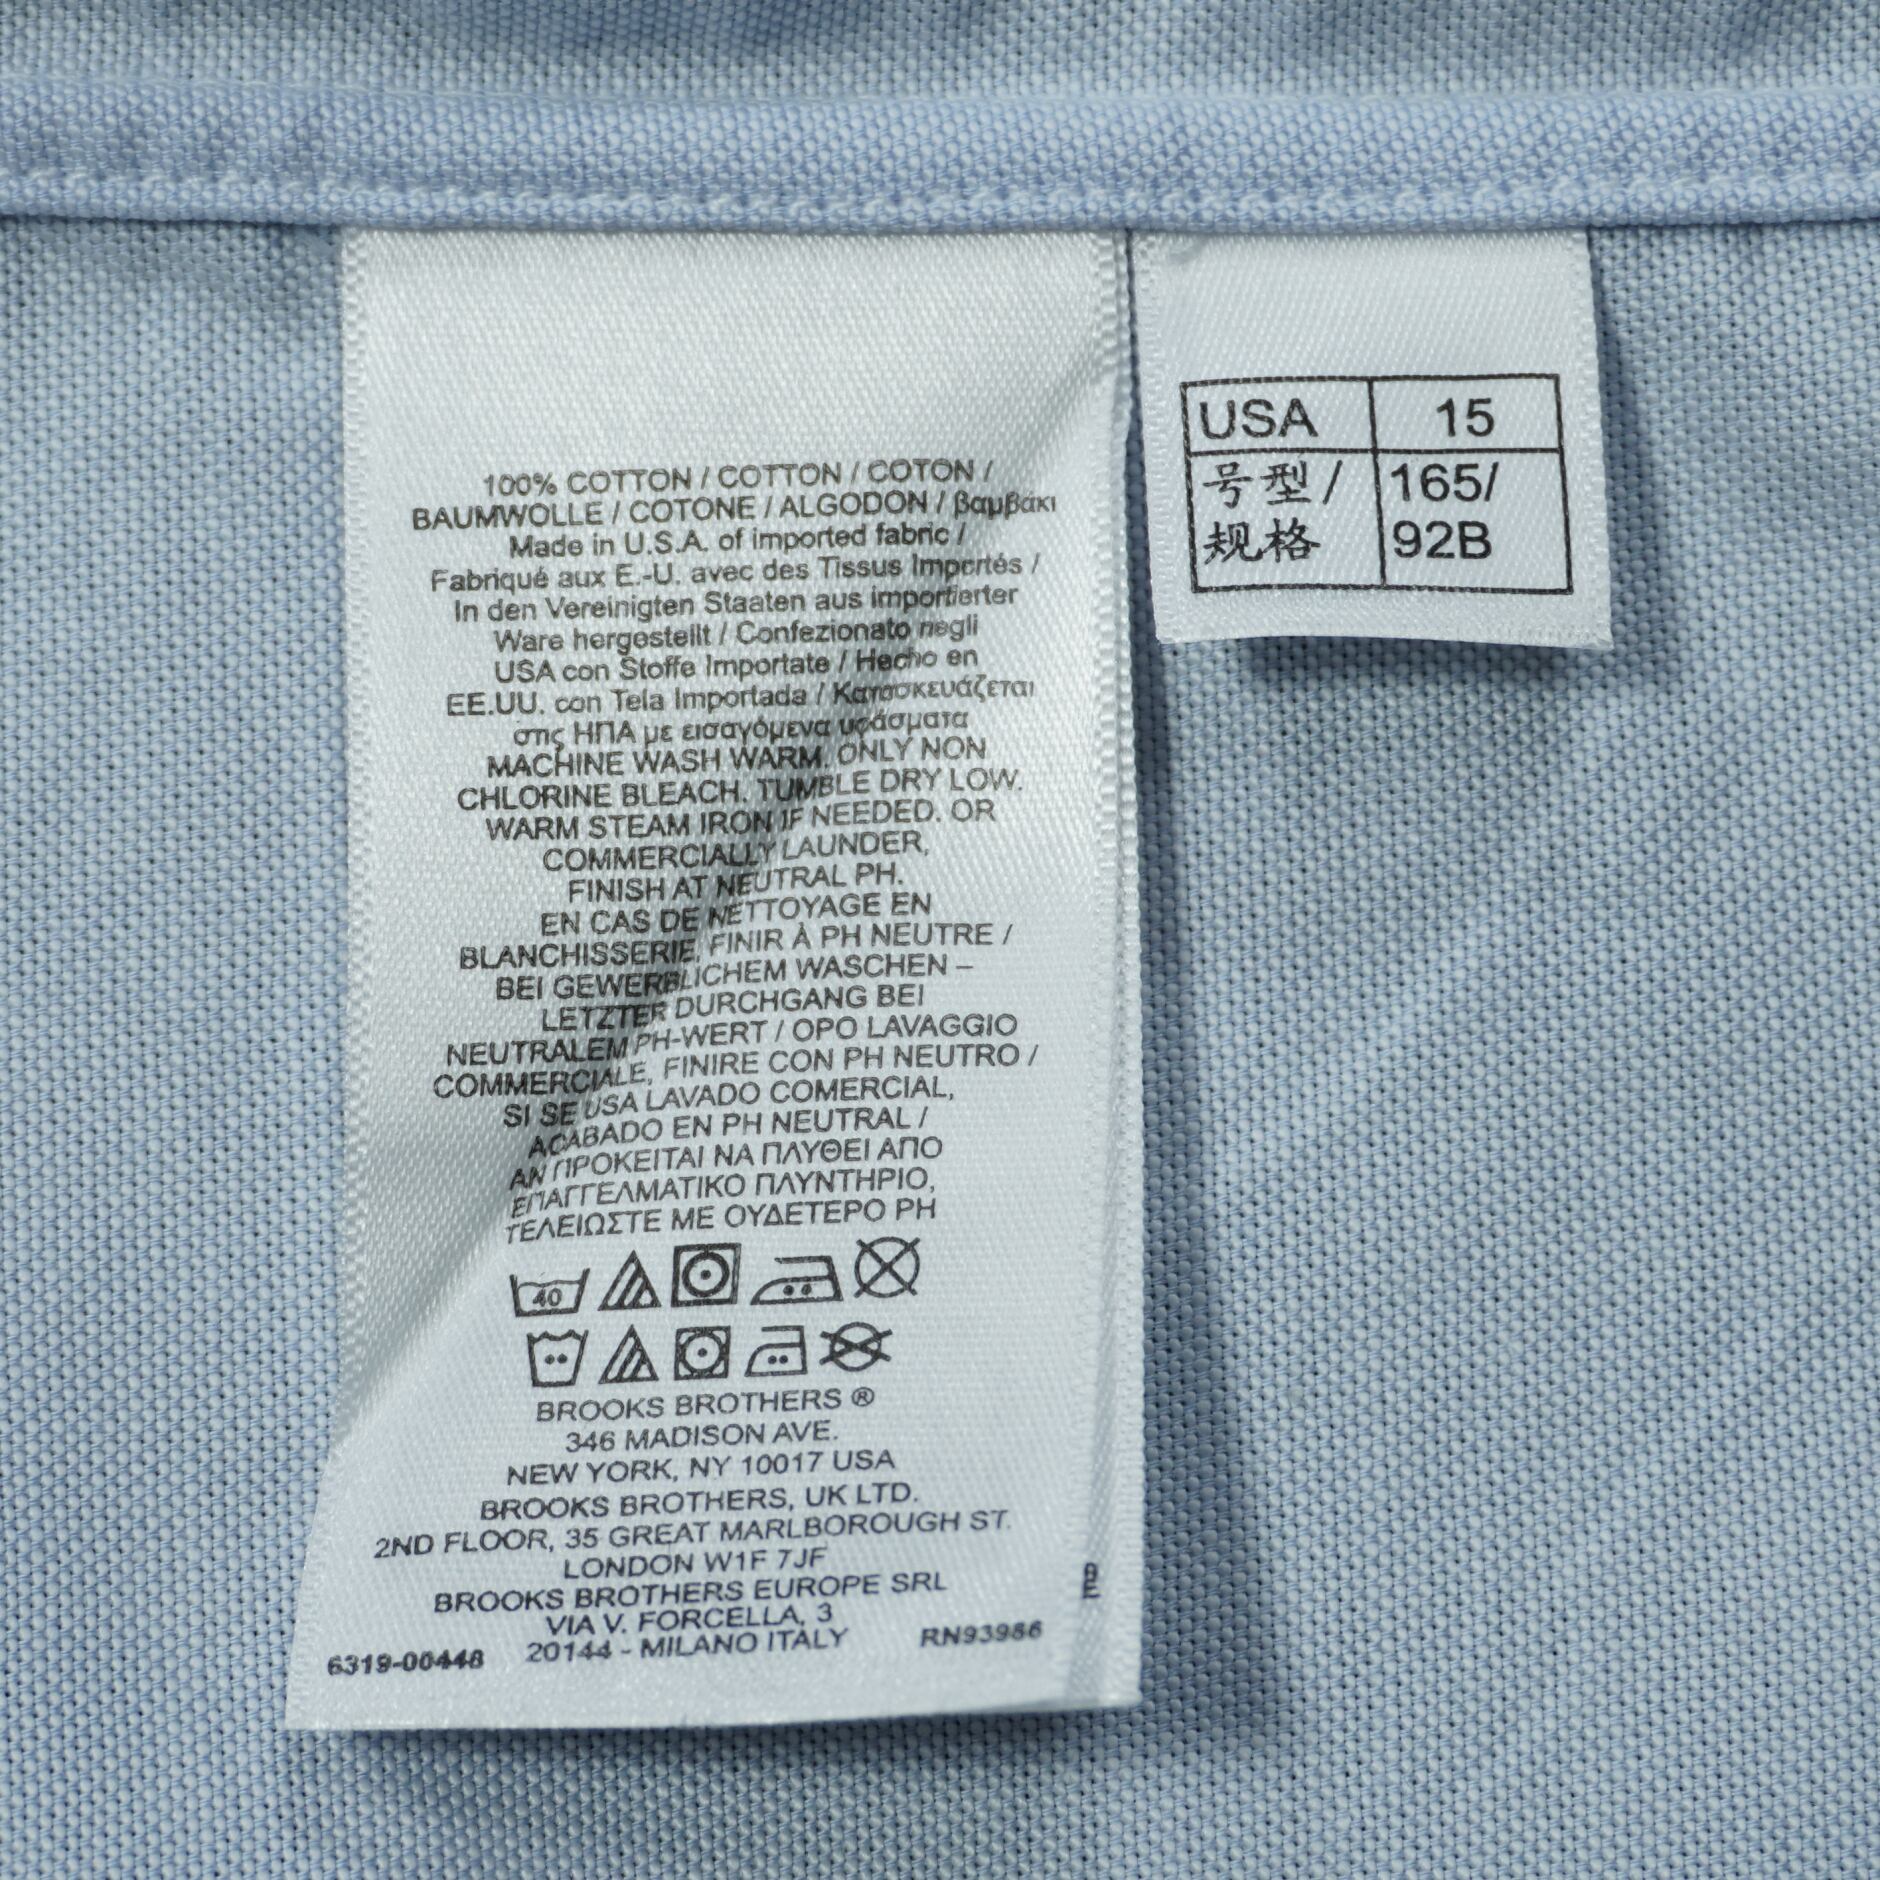 100% COTTON / COTTON / COTON /
BAUMWOLLE / COTONE / ALGODON / βαμβάκι
Made in U.S.A. of imported fabric /
Fabriqué aux E.-U. avec des Tissus Importés /
In den Vereinigten Staaten aus importierter
Ware hergestellt / Confezionato negli
USA con Stoffe Importate / Hecho en
EE.UU. con Tela Importada / Κατασκευάζεται
στις ΗΠΑ με εισαγόμενα υφάσματα
MACHINE WASH WARM. ONLY NON
CHLORINE BLEACH. TUMBLE DRY LOW.
WARM STEAM IRON IF NEEDED. OR
COMMERCIALLY LAUNDER,
FINISH AT NEUTRAL PH.
EN CAS DE NETTOYAGE EN
BLANCHISSERIE, FINIR À PH NEUTRE /
BEI GEWERBLICHEM WASCHEN –
LETZTER DURCHGANG BEI
NEUTRALEM PH-WERT / OPO LAVAGGIO
COMMERCIALE, FINIRE CON PH NEUTRO /
SI SE USA LAVADO COMERCIAL,
ACABADO EN PH NEUTRAL /
ΑΝ ΠΡΟΚΕΙΤΑΙ ΝΑ ΠΛΥΘΕΙ ΑΠΟ
ΕΠΑΓΓΕΛΜΑΤΙΚΟ ΠΛΥΝΤΗΡΙΟ,
ΤΕΛΕΙΩΣΤΕ ΜΕ ΟΥΔΕΤΕΡΟ PH
40
BROOKS BROTHERS ®
346 MADISON AVE.
NEW YORK, NY 10017 USA
BROOKS BROTHERS, UK LTD.
2ND FLOOR, 35 GREAT MARLBOROUGH ST.
LONDON W1F 7JF
BROOKS BROTHERS EUROPE SRL
VIA V. FORCELLA, 3
20144 - MILANO ITALY
6319-00448
RN93986
USA 15
号型/ 165/
规格 92B